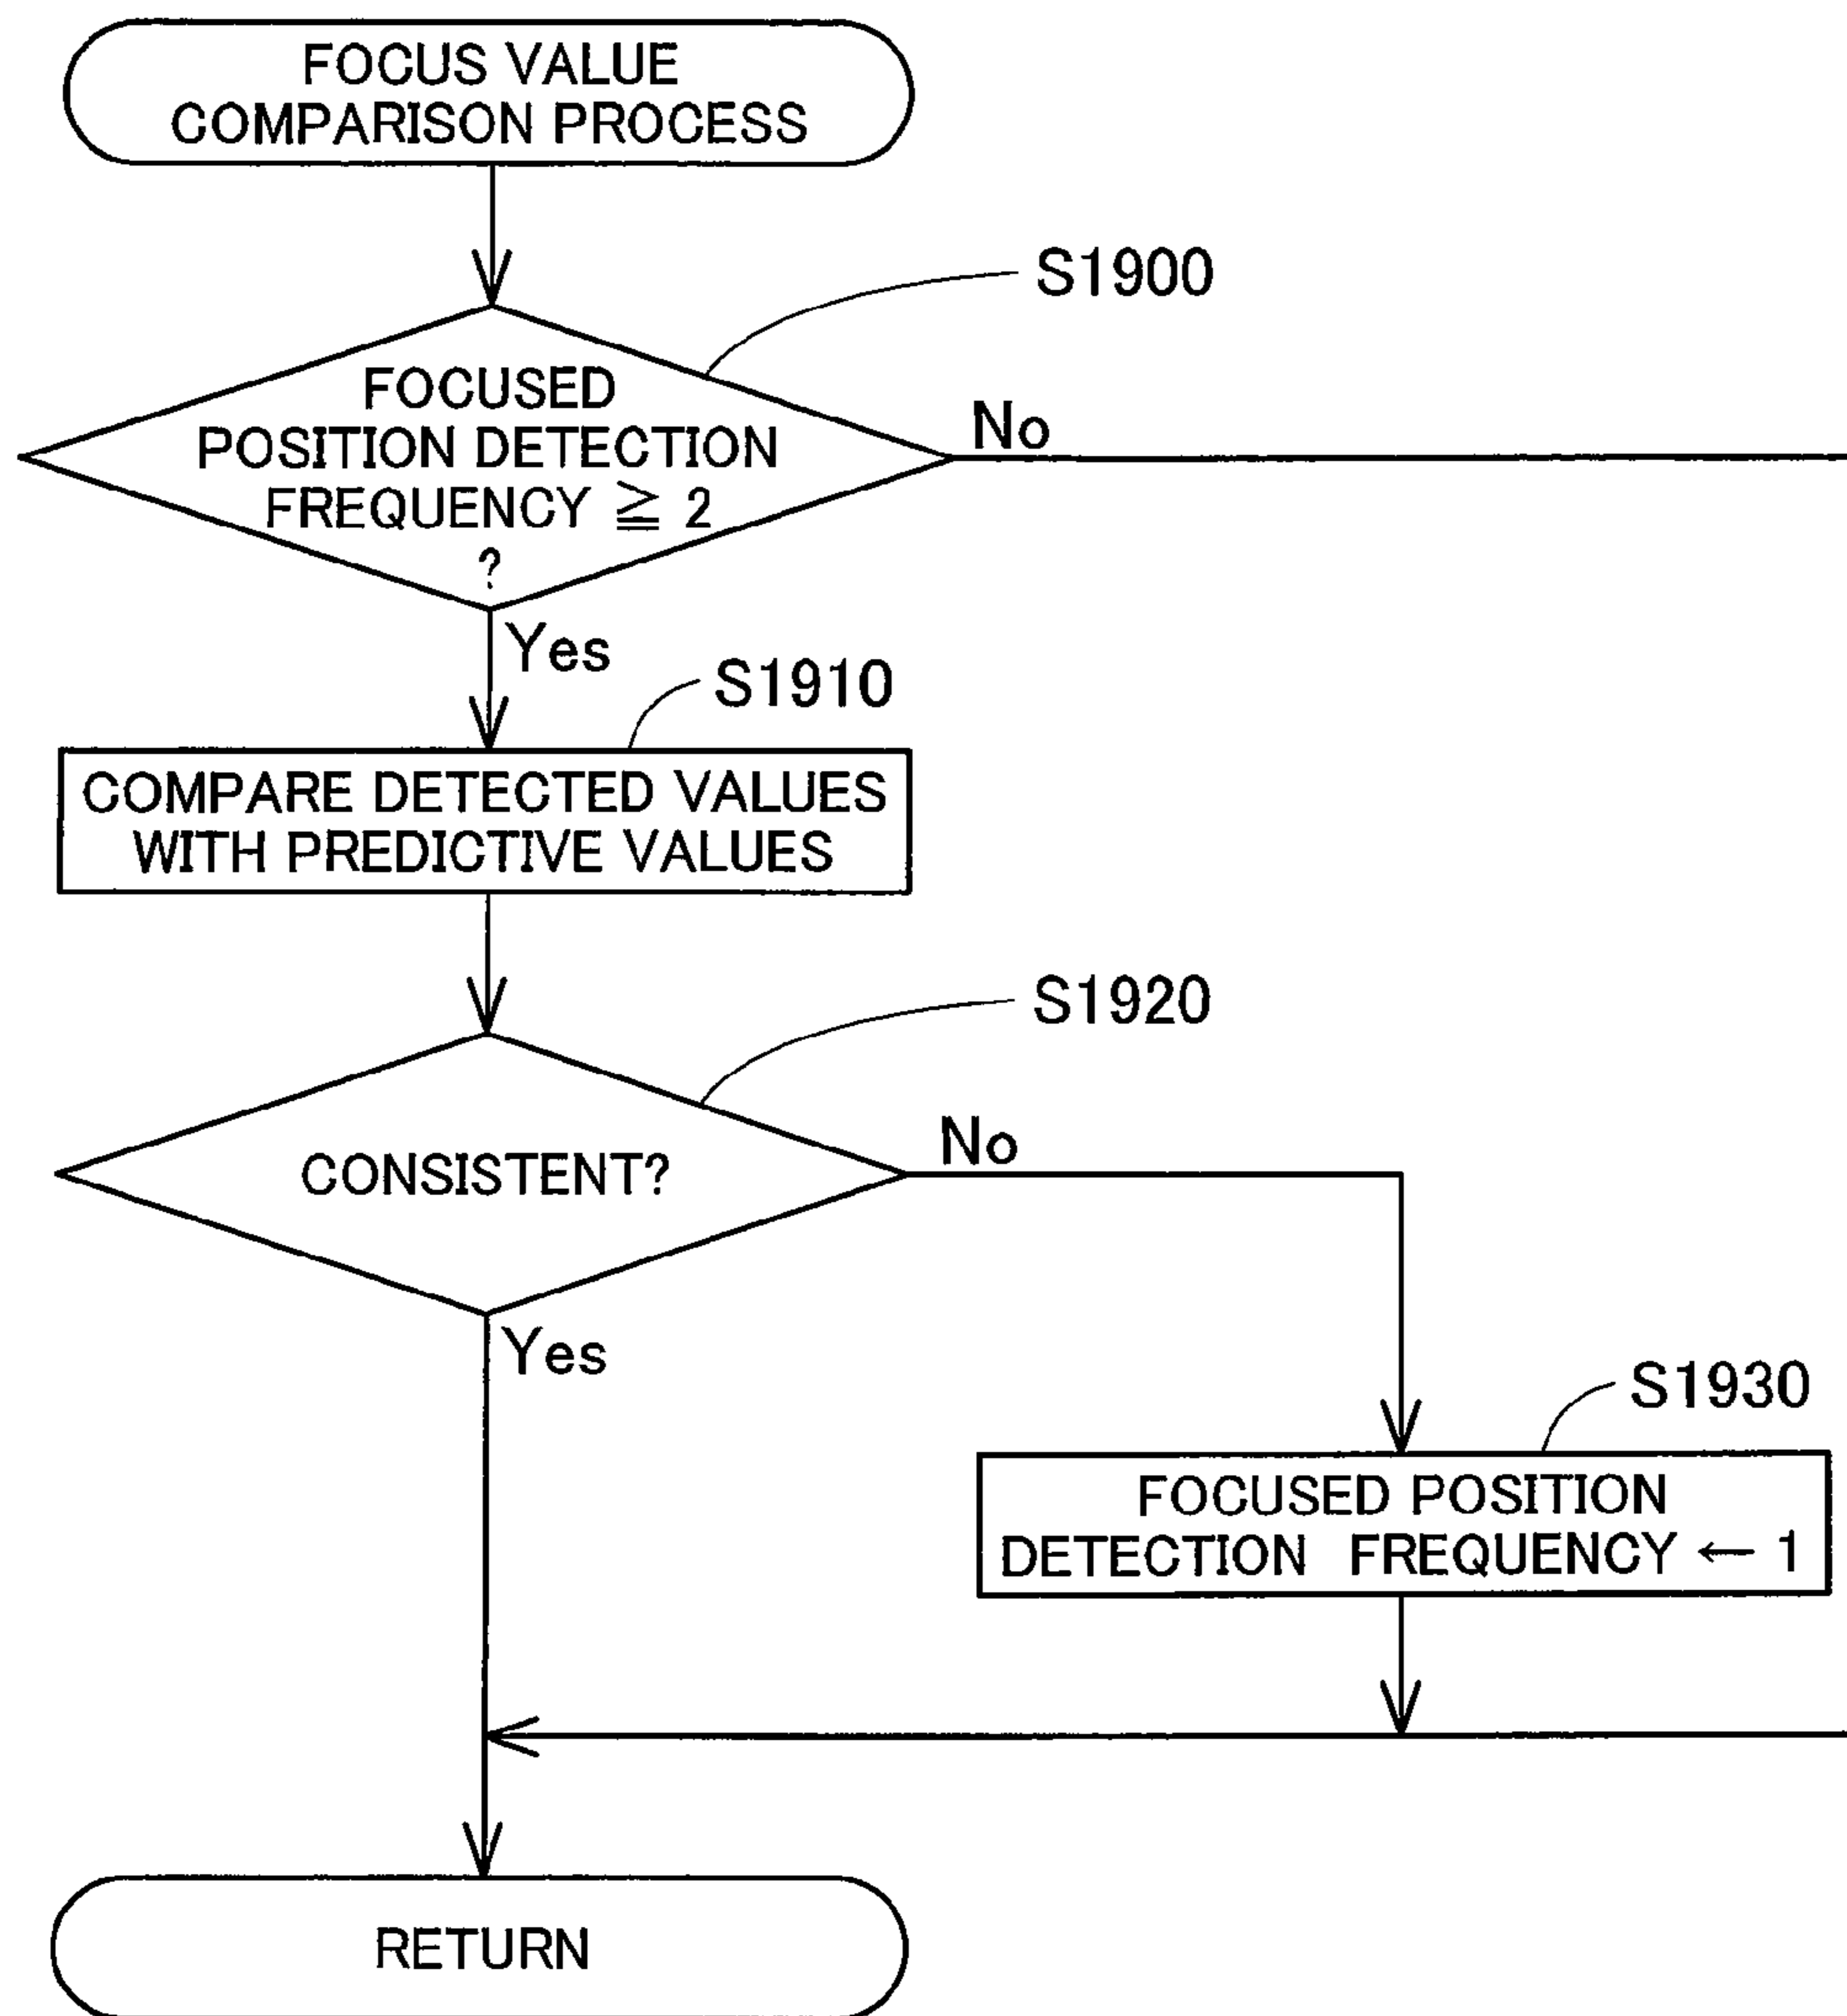 FOCUS VALUE
COMPARISON PROCESS
S1900
FOCUSED
POSITION DETECTION
FREQUENCY ≧ 2
?
No
Yes
S1910
COMPARE DETECTED VALUES
WITH PREDICTIVE VALUES
S1920
CONSISTENT?
No
Yes
S1930
FOCUSED POSITION
DETECTION FREQUENCY ← 1
RETURN